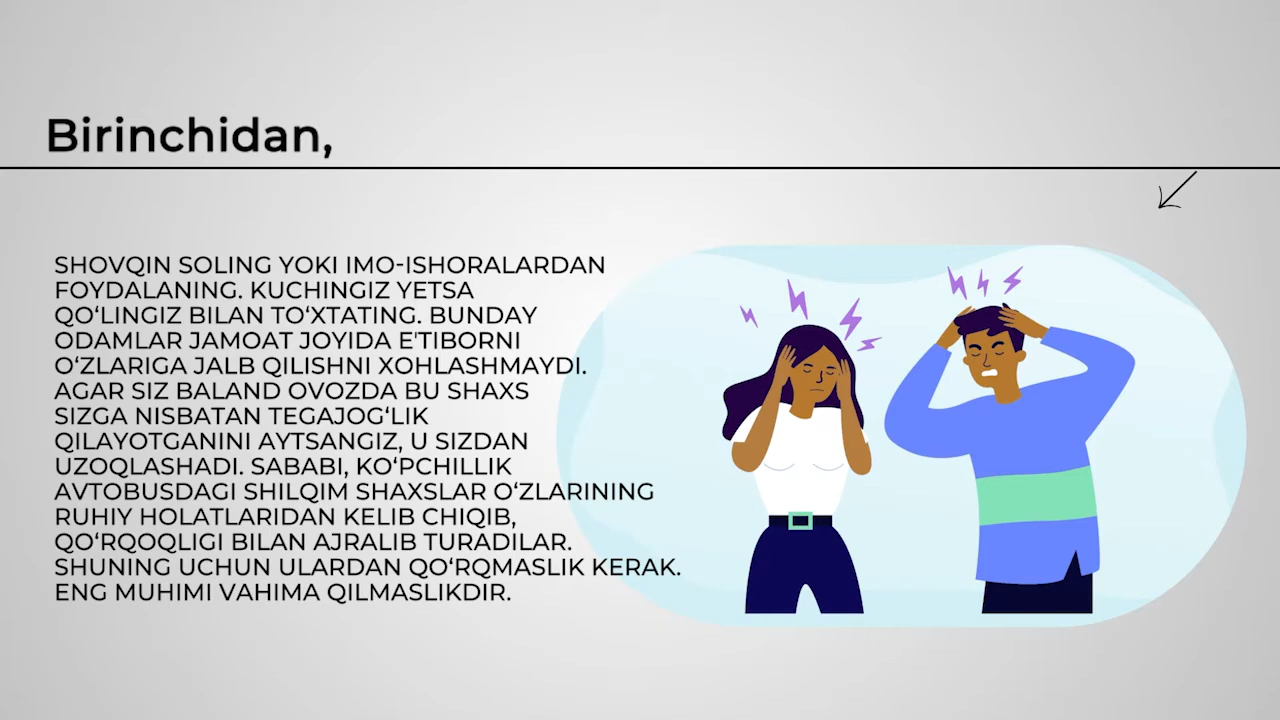 Birinchidan,
SHOVQIN SOLING YOKI IMO-ISHORALARDAN
FOYDALANING. KUCHINGIZ YETSA
QO‘LINGIZ BILAN TO‘XTATING. BUNDAY
ODAMLAR JAMOAT JOYIDA E'TIBORNI
O‘ZLARIGA JALB QILISHNI XOHLASHMAYDI.
AGAR SIZ BALAND OVOZDA BU SHAXS
SIZGA NISBATAN TEGAJOG‘LIK
QILAYOTGANINI AYTSANGIZ, U SIZDAN
UZOQLASHADI. SABABI, KO‘PCHILLIK
AVTOBUSDAGI SHILQIM SHAXSLAR O‘ZLARINING
RUHIY HOLATLARIDAN KELIB CHIQIB,
QO‘RQOQLIGI BILAN AJRALIB TURADILAR.
SHUNING UCHUN ULARDAN QO‘RQMASLIK KERAK.
ENG MUHIMI VAHIMA QILMASLIKDIR.